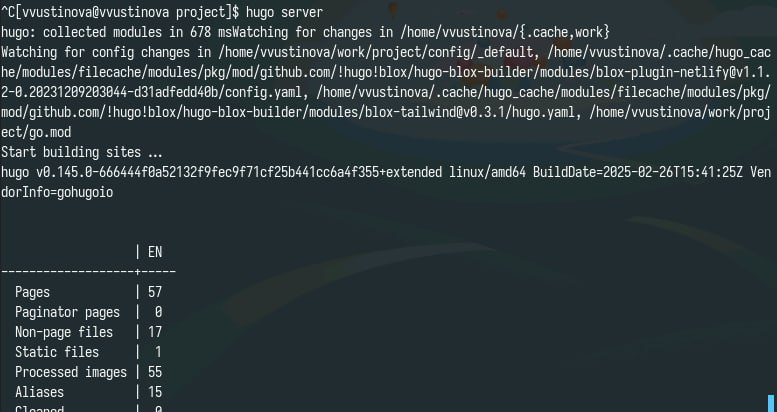 ^C[vvustinova@vvustinova project]$ hugo server
hugo: collected modules in 678 msWatching for changes in /home/vvustinova/{.cache,work}
Watching for config changes in /home/vvustinova/work/project/config/_default, /home/vvustinova/.cache/hugo_cac
he/modules/filecache/modules/pkg/mod/github.com/!hugo!blox/hugo-blox-builder/modules/blox-plugin-netlify@v1.1.
2-0.20231209203044-d31adfedd40b/config.yaml, /home/vvustinova/.cache/hugo_cache/modules/filecache/modules/pkg/
mod/github.com/!hugo!blox/hugo-blox-builder/modules/blox-tailwind@v0.3.1/hugo.yaml, /home/vvustinova/work/proj
ect/go.mod
Start building sites …
hugo v0.145.0-666444f0a52132f9fec9f71cf25b441cc6a4f355+extended linux/amd64 BuildDate=2025-02-26T15:41:25Z Ven
dorInfo=gohugoio
| EN
-------------------+-----
Pages | 57
Paginator pages | 0
Non-page files | 17
Static files | 1
Processed images | 55
Aliases | 15
Cleaned | 0